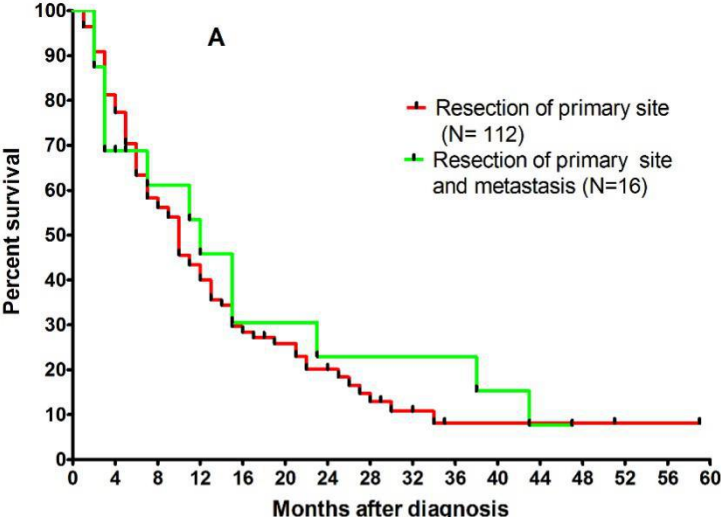 A
Percent survival
100
90
80
70
60
50
40
30
20
10
0
Resection of primary site
(N= 112)
Resection of primary site
and metastasis (N=16)
0 4 8 12 16 20 24 28 32 36 40 44 48 52 56 60
Months after diagnosis